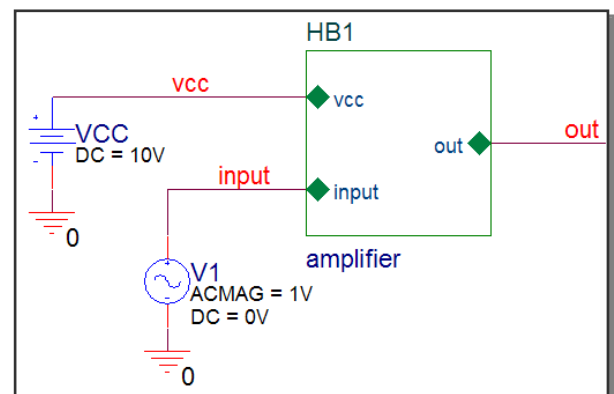 HB1
vcc
vcc
+
VCC
DC = 10V
-
out
out
input
input
0
amplifier
+
V1
ACMAG = 1V
-
DC = 0V
0